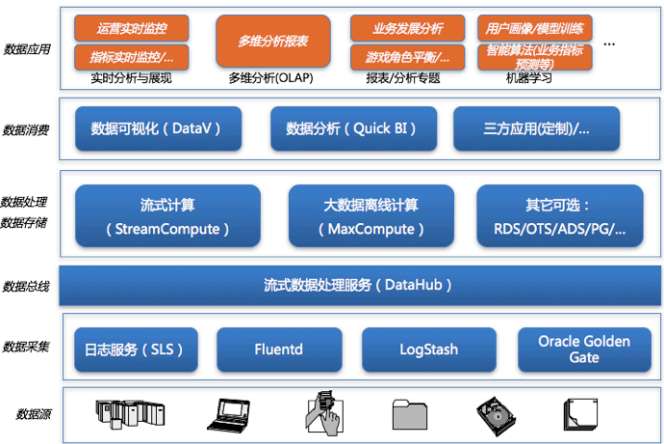 数据应用
运营实时监控
指标实时监控/...
实时分析与展现
多维分析报表
多维分析(OLAP)
业务发展分析
游戏角色平衡/...
报表/分析专题
用户画像/模型训练
智能算法(业务指标
预测等)
机器学习
...
数据消费
数据可视化（DataV）
数据分析（Quick BI）
三方应用(定制)/...
数据处理
数据存储
流式计算
（StreamCompute）
大数据离线计算
（MaxCompute）
其它可选：
RDS/OTS/ADS/PG/...
数据总线
流式数据处理服务（DataHub）
数据采集
日志服务（SLS）
Fluentd
LogStash
Oracle Golden
Gate
数据源